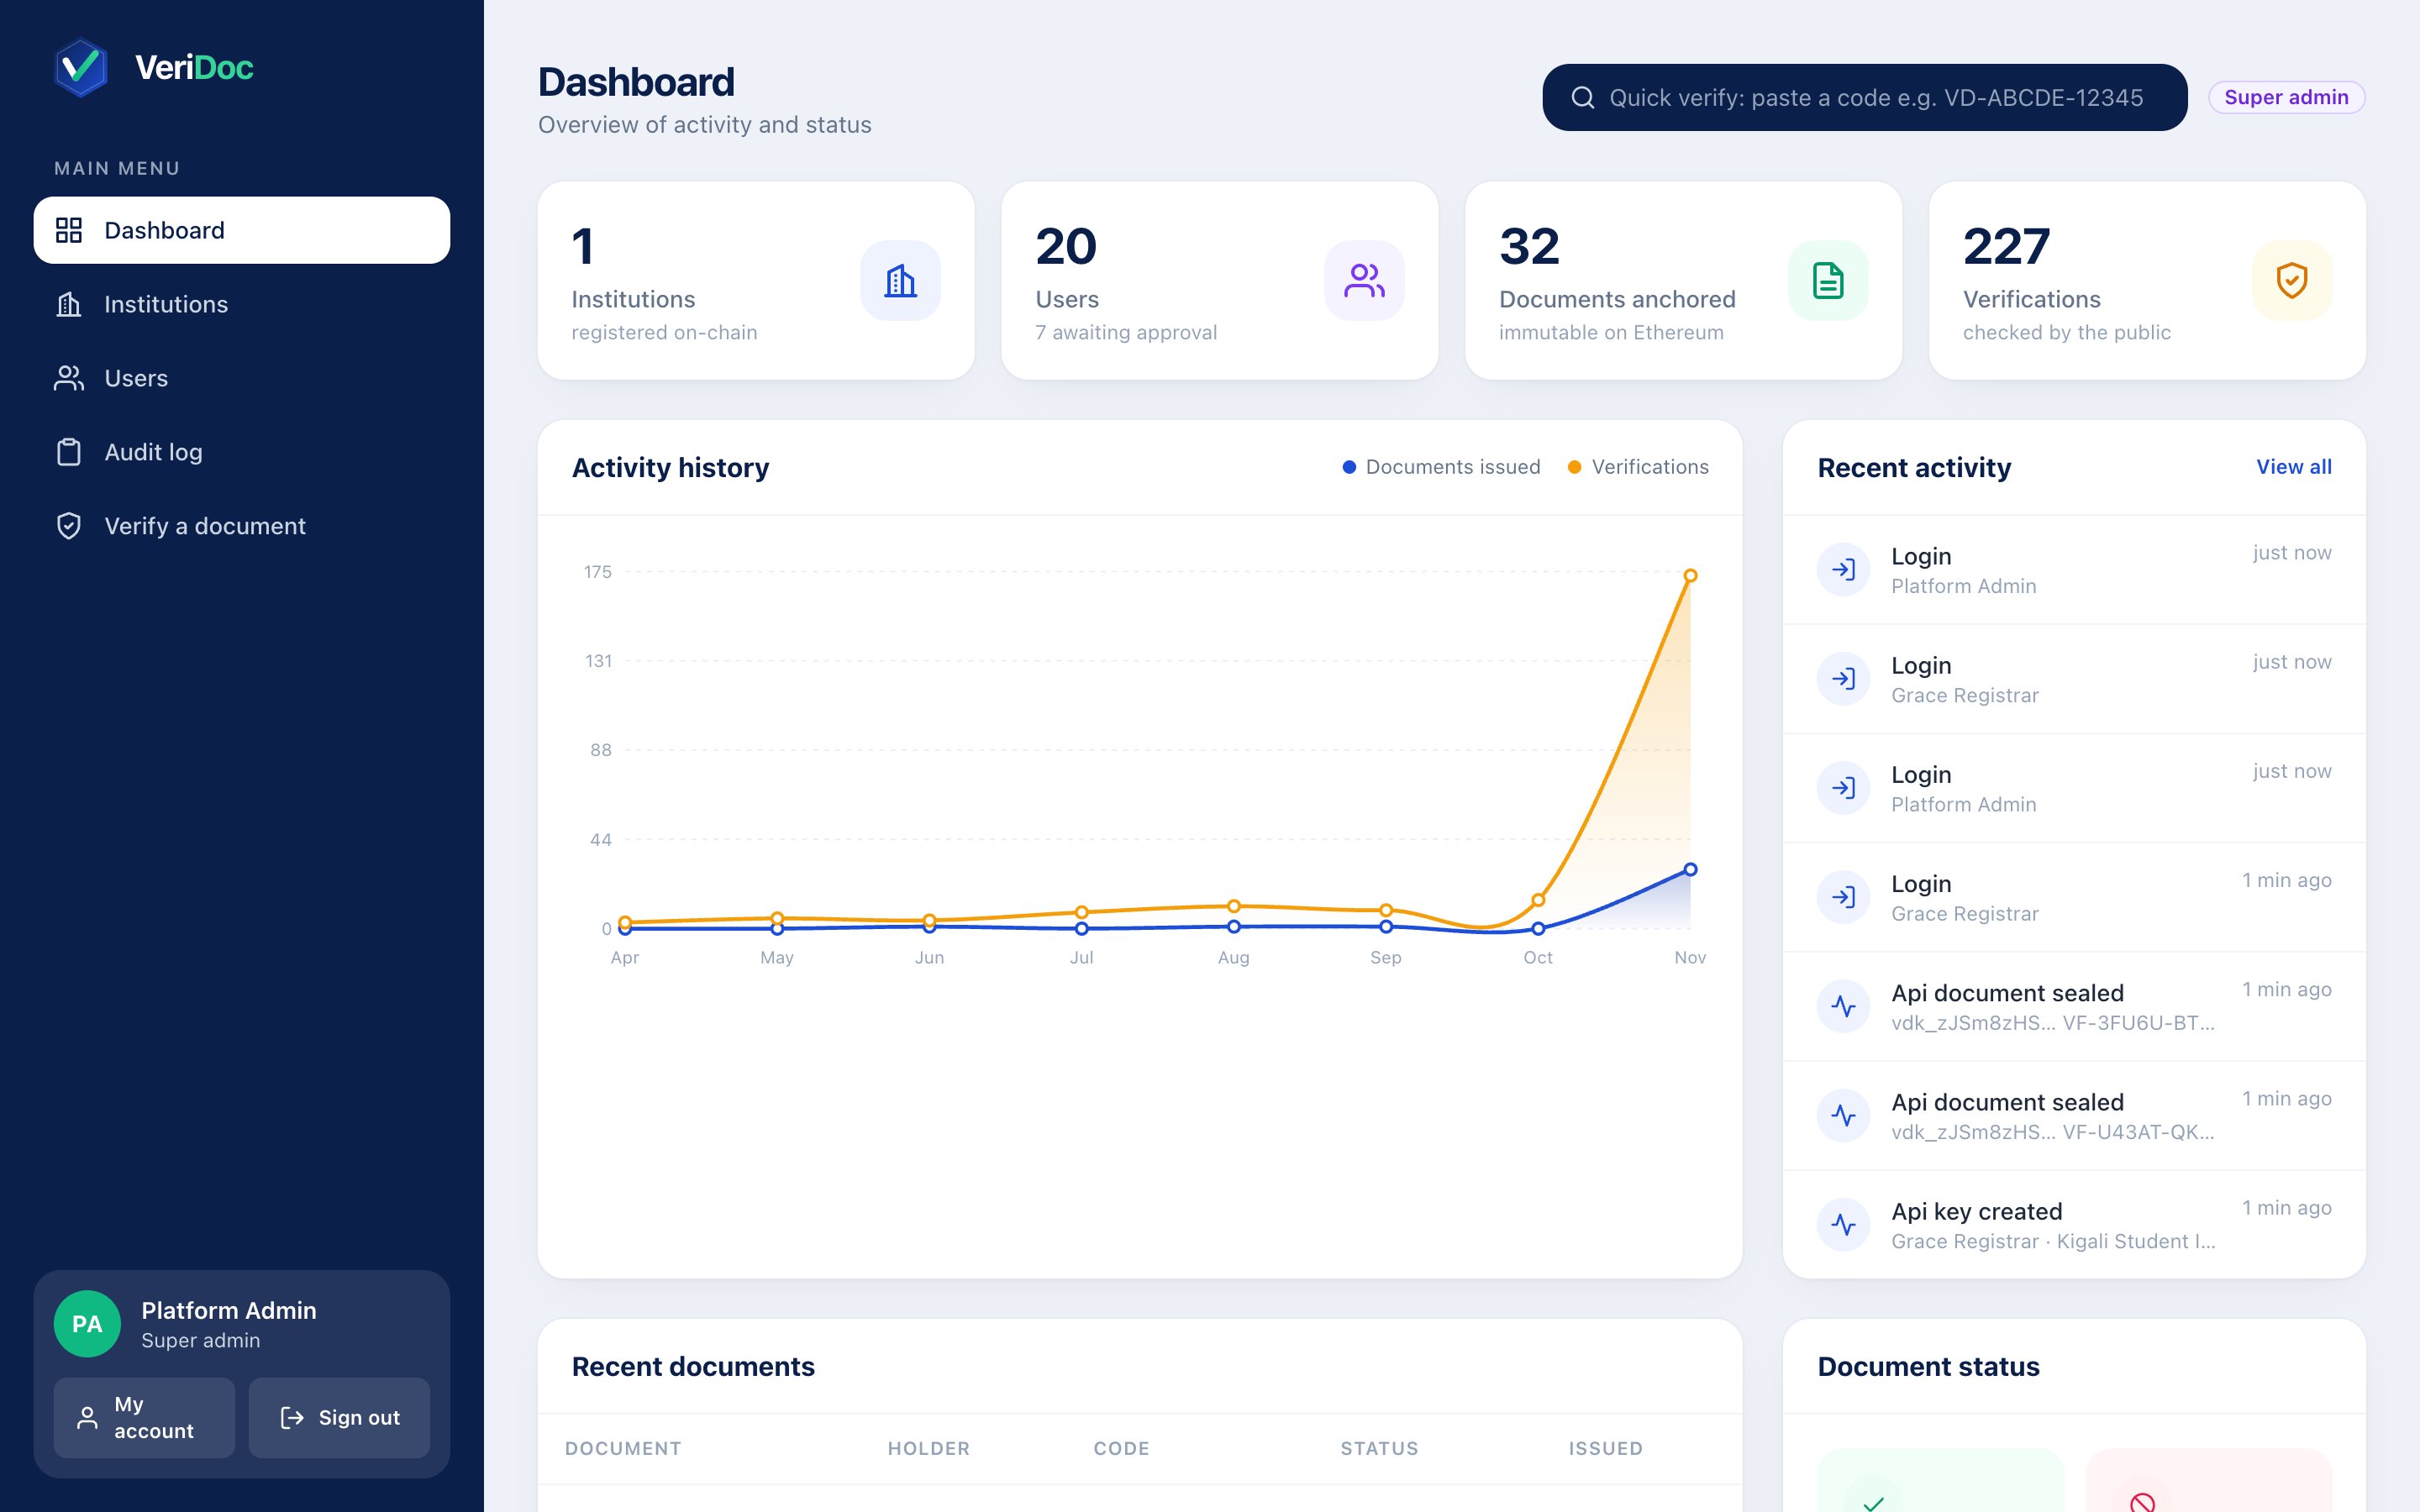 VeriDoc
MAIN MENU
Dashboard
Institutions
Users
Audit log
Verify a document
PA
Platform Admin
Super admin
My
account
Sign out
Dashboard
Overview of activity and status
Quick verify: paste a code e.g. VD-ABCDE-12345
Super admin
1
Institutions
registered on-chain
20
Users
7 awaiting approval
32
Documents anchored
immutable on Ethereum
227
Verifications
checked by the public
Activity history
Documents issued
Verifications
175
131
88
44
0
Apr May Jun Jul Aug Sep Oct Nov
Recent activity
View all
Login
just now
Platform Admin
Login
just now
Grace Registrar
Login
just now
Platform Admin
Login
1 min ago
Grace Registrar
Api document sealed
1 min ago
vdk_zJSm8zHS... VF-3FU6U-BT...
Api document sealed
1 min ago
vdk_zJSm8zHS... VF-U43AT-QK...
Api key created
1 min ago
Grace Registrar · Kigali Student I...
Recent documents
DOCUMENT HOLDER CODE STATUS ISSUED
Document status